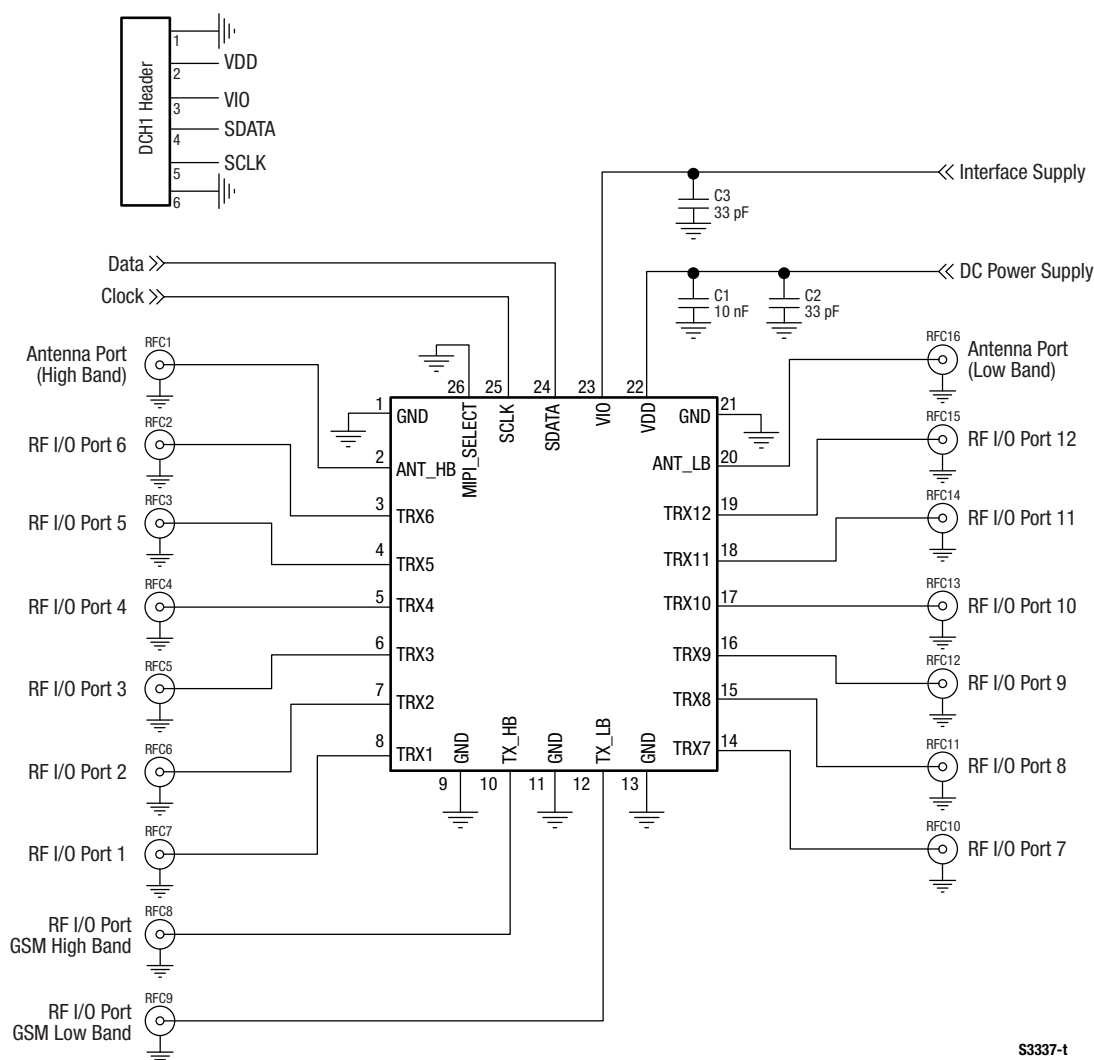 DCH1 Header
1
2
3
4
5
6
VDD
VIO
SDATA
SCLK
Interface Supply
C3
33 pF
Data
Clock
DC Power Supply
C1
10 nF
C2
33 pF
Antenna Port
(High Band)
RFC1
RF I/O Port 6
RFC2
RF I/O Port 5
RFC3
RF I/O Port 4
RFC4
RF I/O Port 3
RFC5
RF I/O Port 2
RFC6
RF I/O Port 1
RFC7
RF I/O Port
GSM High Band
RFC8
RF I/O Port
GSM Low Band
RFC9
26
25
24
23
22
MIPI_SELECT
SCLK
SDATA
VIO
VDD
1
GND
2
ANT_HB
3
TRX6
4
TRX5
5
TRX4
6
TRX3
7
TRX2
8
TRX1
9
GND
10
TX_HB
11
GND
12
TX_LB
13
GND
GND
21
ANT_LB
20
TRX12
19
TRX11
18
TRX10
17
TRX9
16
TRX8
15
TRX7
14
RFC16
Antenna Port
(Low Band)
RFC15
RF I/O Port 12
RFC14
RF I/O Port 11
RFC13
RF I/O Port 10
RFC12
RF I/O Port 9
RFC11
RF I/O Port 8
RFC10
RF I/O Port 7
S3337-t